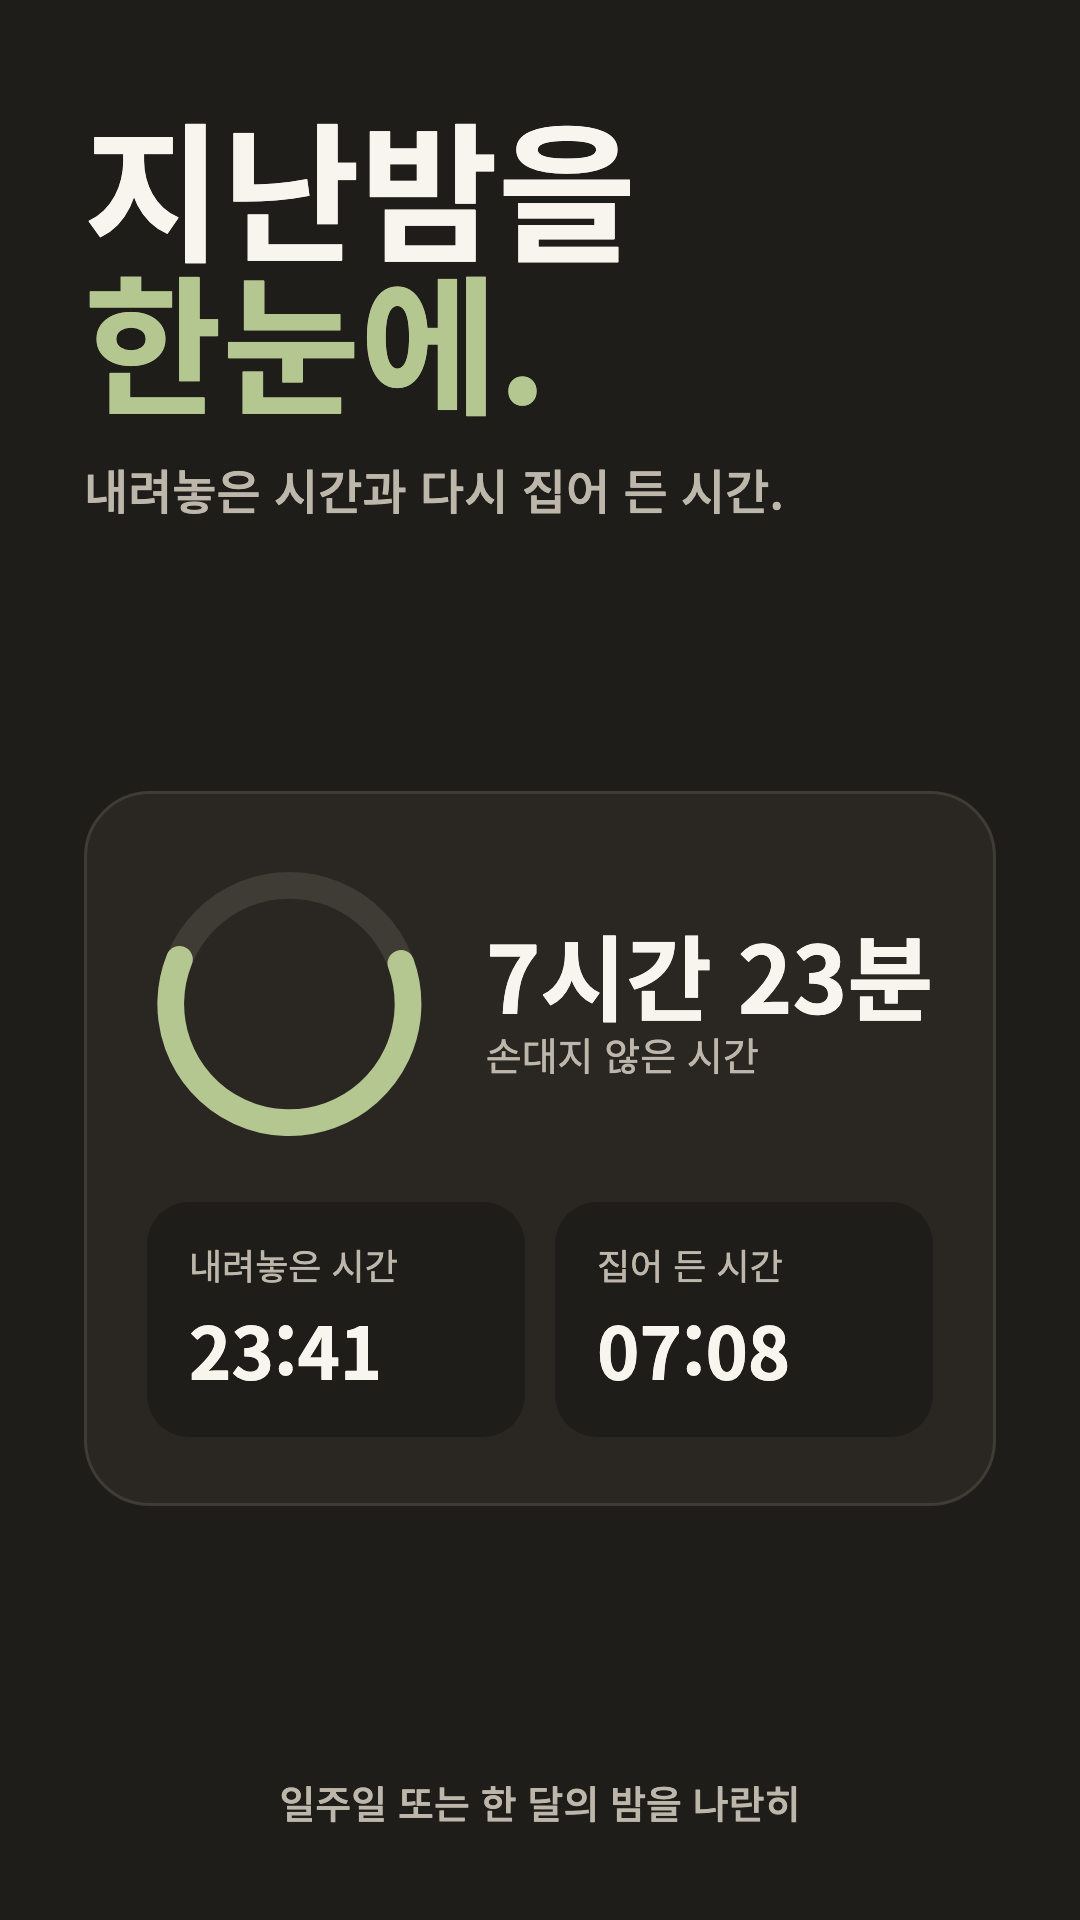 지난밤을
한눈에.
내려놓은 시간과 다시 집어 든 시간.
7시간 23분
손대지 않은 시간
내려놓은 시간
23:41
집어 든 시간
07:08
일주일 또는 한 달의 밤을 나란히